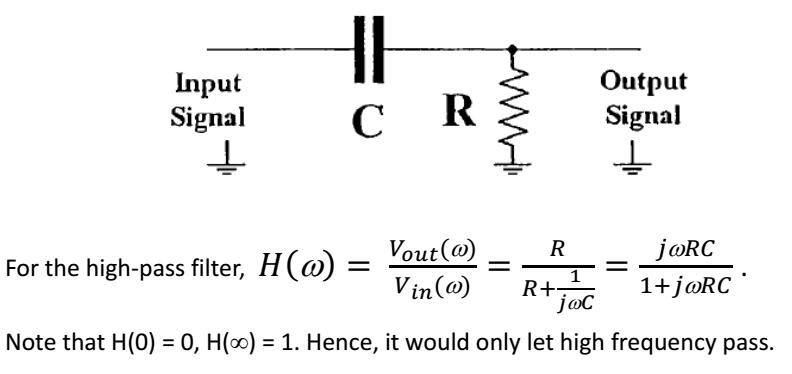 Input
Signal
C
R
Output
Signal
For the high-pass filter, H(ω) = V_out(ω)/V_in(ω) = R/(R+1/(jωC)) = jωRC/(1+jωRC) .
Note that H(0) = 0, H(∞) = 1. Hence, it would only let high frequency pass.